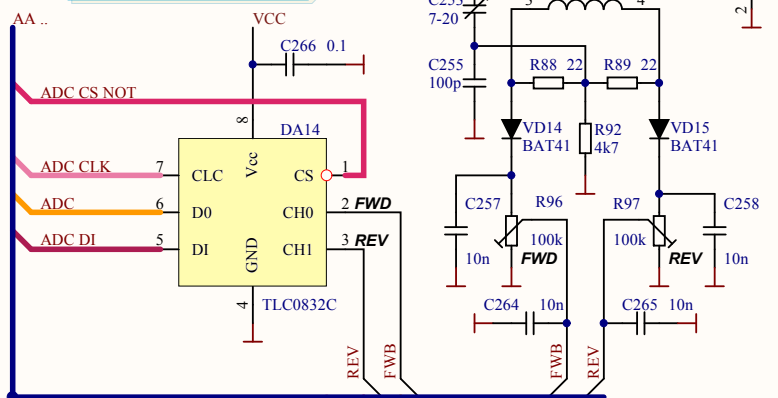 AA ..
VCC
C253
7-20
3
4
2
C266 0.1
ADC CS NOT
C255
100p
R88 22
R89 22
8
DA14
VD14
BAT41
R92
4k7
VD15
BAT41
Vcc
ADC CLK
7
CLC
CS
1
ADC
6
D0
CH0
2 FWD
C257
R96
R97
C258
ADC DI
5
DI
CH1
3 REV
10n
100k
FWD
100k
REV
10n
GND
4
TLC0832C
C264 10n
C265 10n
REV
FWB
FWB
REV